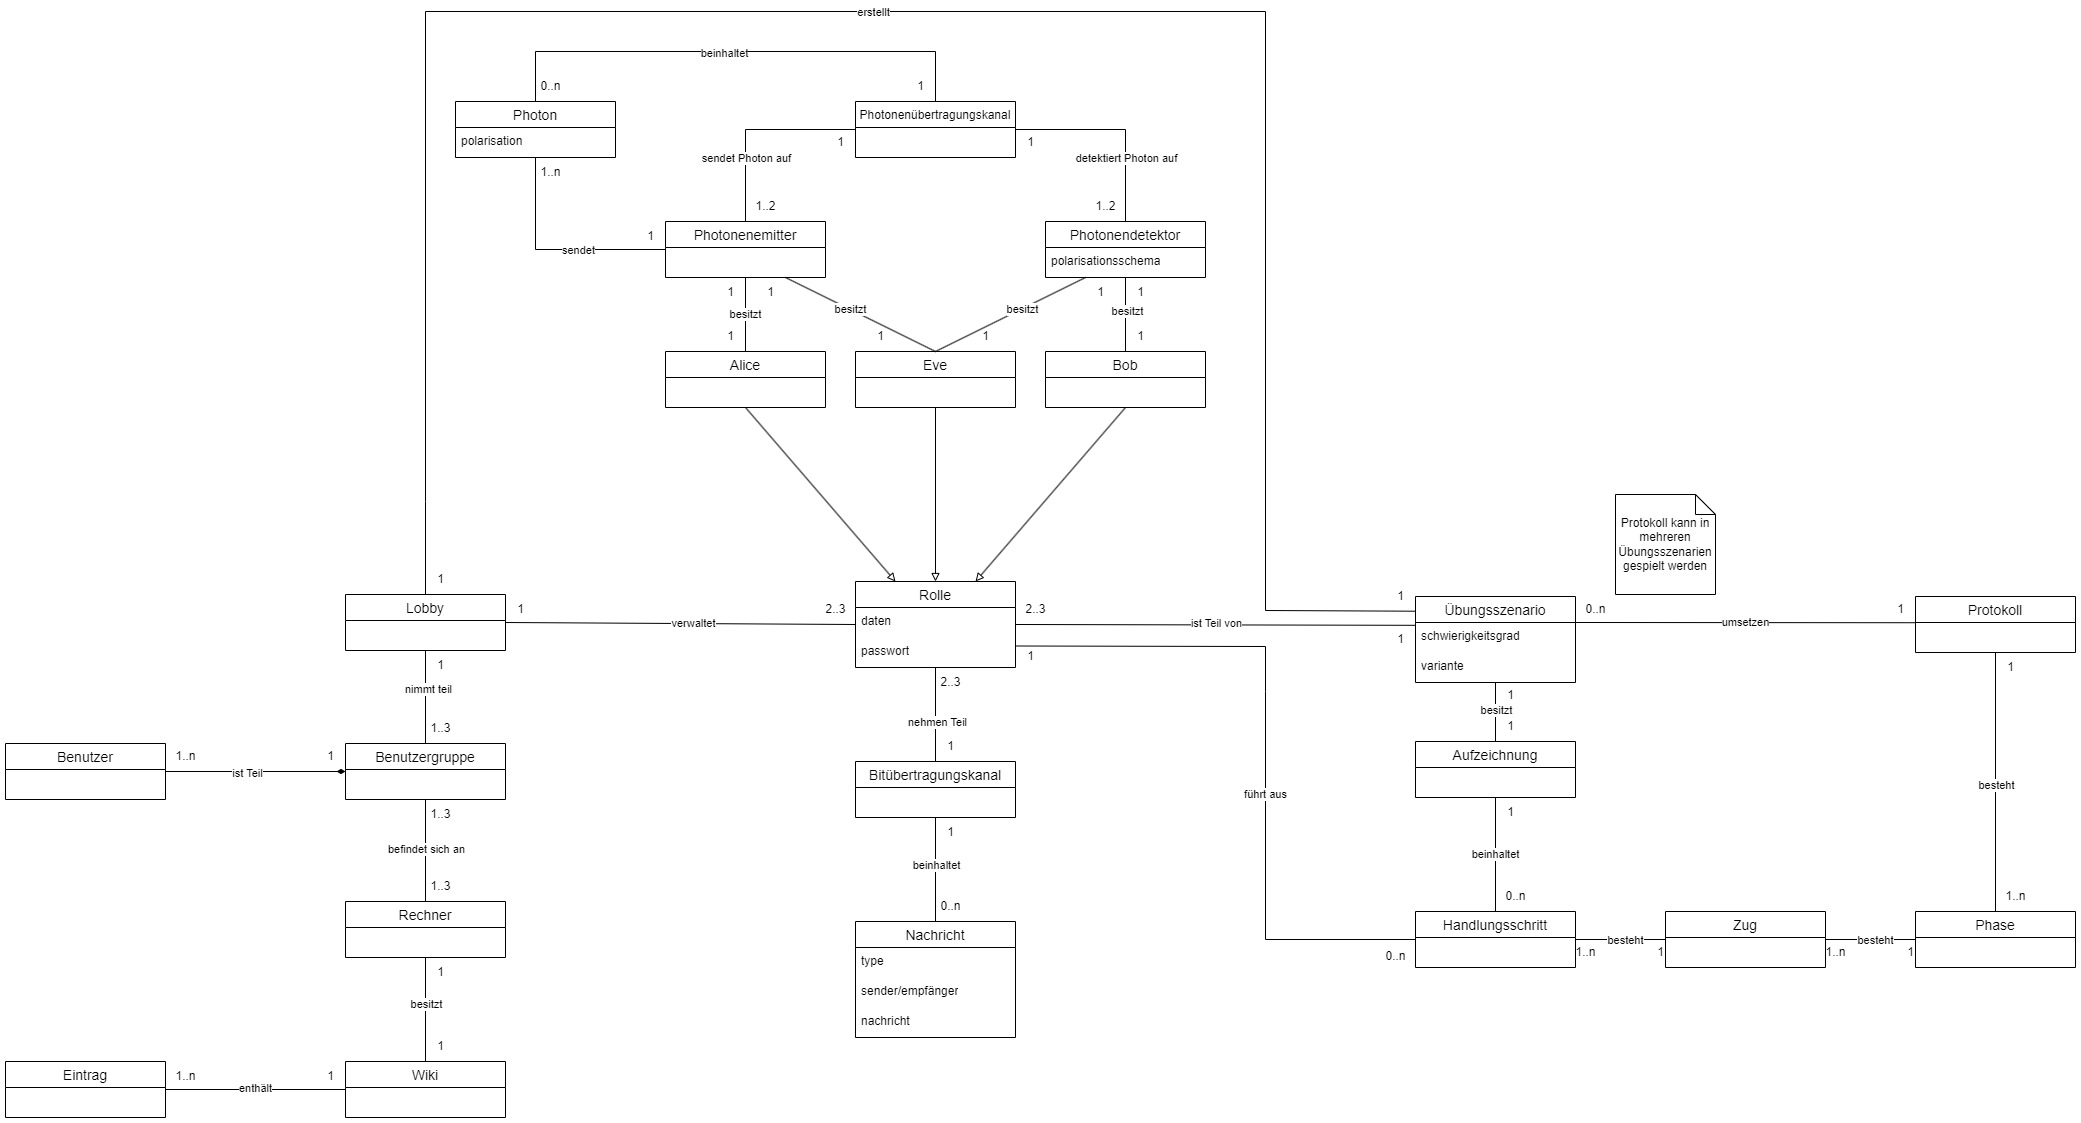 erstellt
beinhaltet
0..n
1
Photon
polarisation
Photonenübertragungskanal
1
1
sendet Photon auf
detektiert Photon auf
1..n
1..2
1..2
sendet
1
Photonenemitter
Photonendetektor
polarisationsschema
1
1
1
1
besitzt
besitzt
besitzt
besitzt
1
1
1
1
Alice
Eve
Bob
Protokoll kann in
mehreren
Übungsszenarien
gespielt werden
1
Lobby
1
verwaltet
2..3
Rolle
daten
passwort
2..3
ist Teil von
1
1
Übungsszenario
schwierigkeitsgrad
variante
0..n
umsetzen
1
Protokoll
1
nimmt teil
1..3
2..3
nehmen Teil
1
1
führt aus
0..n
1
besitzt
1
Aufzeichnung
1
besteht
1..n
Benutzer
1..n
ist Teil
1
Benutzergruppe
1..3
befindet sich an
1..3
Bitübertragungskanal
1
beinhaltet
0..n
1
beinhaltet
0..n
Rechner
1
besitzt
1
Nachricht
type
sender/empfänger
nachricht
Handlungsschritt
1..n
besteht
1
Zug
1..n
besteht
1
Phase
Eintrag
1..n
enthält
1
Wiki